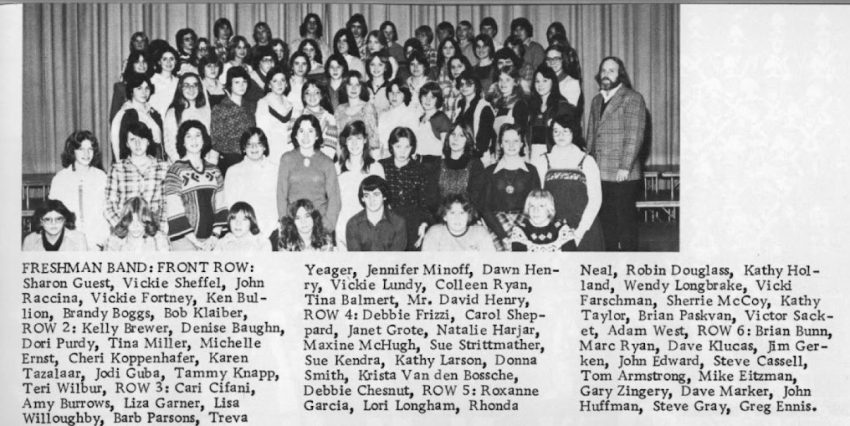 FRESHMAN BAND: FRONT ROW:
Sharon Guest, Vickie Sheffel, John
Raccina, Vickie Fortney, Ken Bul-
lion, Brandy Boggs, Bob Klaiber,
ROW 2: Kelly Brewer, Denise Baughn,
Dori Purdy, Tina Miller, Michelle
Ernst, Cheri Koppenhafer, Karen
Tazalaar, Jodi Guba, Tammy Knapp,
Teri Wilbur, ROW 3: Cari Cifani,
Amy Burrows, Liza Garner, Lisa
Willoughby, Barb Parsons, Treva
Yeager, Jennifer Minoff, Dawn Hen-
ry, Vickie Lundy, Colleen Ryan,
Tina Balmert, Mr. David Henry,
ROW 4: Debbie Frizzi, Carol Shep-
pard, Janet Grote, Natalie Harjar,
Maxine McHugh, Sue Strittmather,
Sue Kendra, Kathy Larson, Donna
Smith, Krista Van den Bossche,
Debbie Chesnut, ROW 5: Roxanne
Garcia, Lori Longham, Rhonda
Neal, Robin Douglass, Kathy Hol-
land, Wendy Longbrake, Vicki
Farschman, Sherrie McCoy, Kathy
Taylor, Brian Paskvan, Victor Sack-
et, Adam West, ROW 6: Brian Bunn,
Marc Ryan, Dave Klucas, Jim Ger-
ken, John Edward, Steve Cassell,
Tom Armstrong, Mike Eitzman,
Gary Zingery, Dave Marker, John
Huffman, Steve Gray, Greg Ennis.